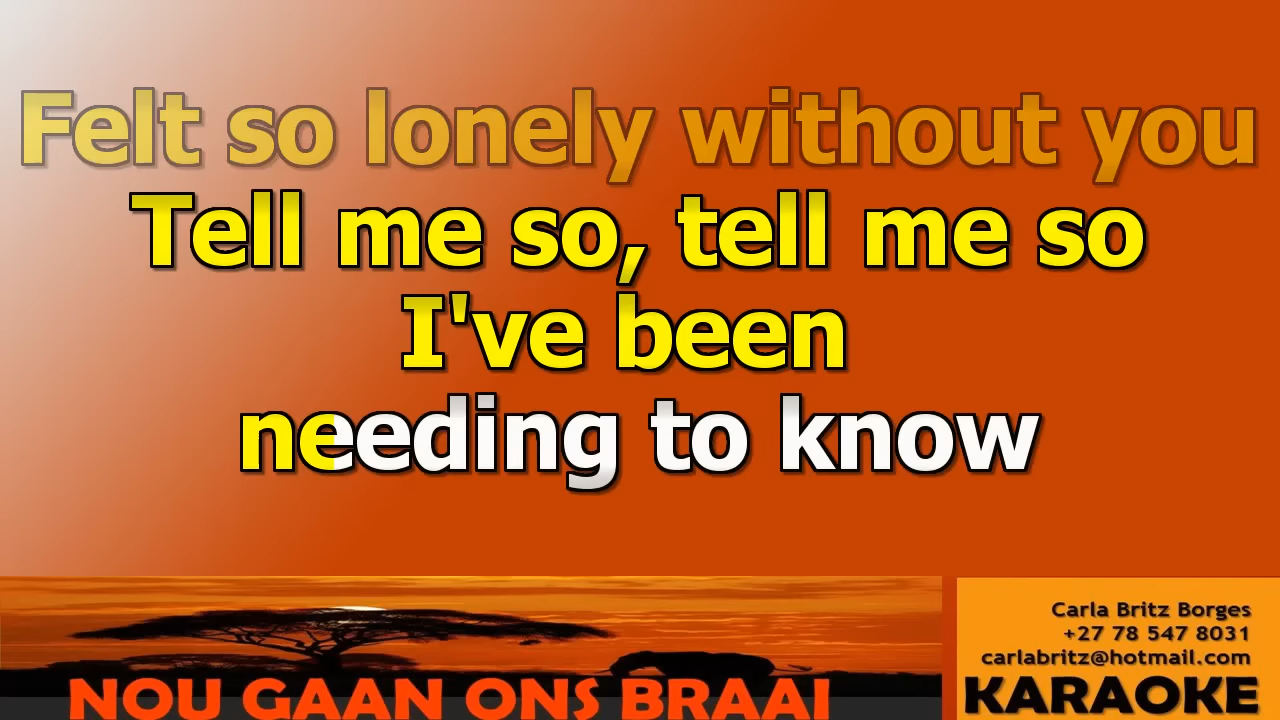 Felt so lonely without you
Tell me so, tell me so
I've been
needing to know
Carla Britz Borges
+27 78 547 8031
carlabritz@hotmail.com
NOU GAAN ONS BRAAI
KARAOKE